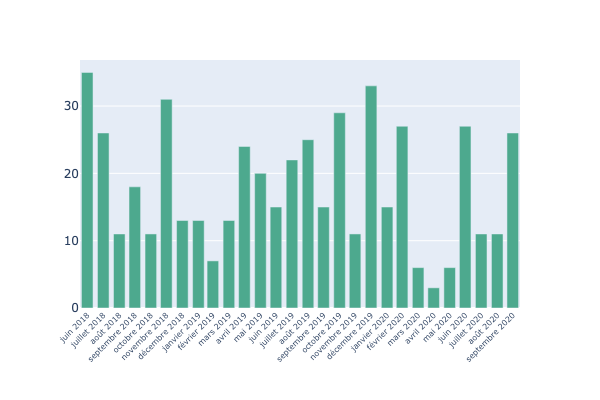 30
20
10
0
juin 2018
juillet 2018
août 2018
septembre 2018
octobre 2018
novembre 2018
décembre 2018
janvier 2019
février 2019
mars 2019
avril 2019
mai 2019
juin 2019
juillet 2019
août 2019
septembre 2019
octobre 2019
novembre 2019
décembre 2019
janvier 2020
février 2020
mars 2020
avril 2020
mai 2020
juin 2020
juillet 2020
août 2020
septembre 2020